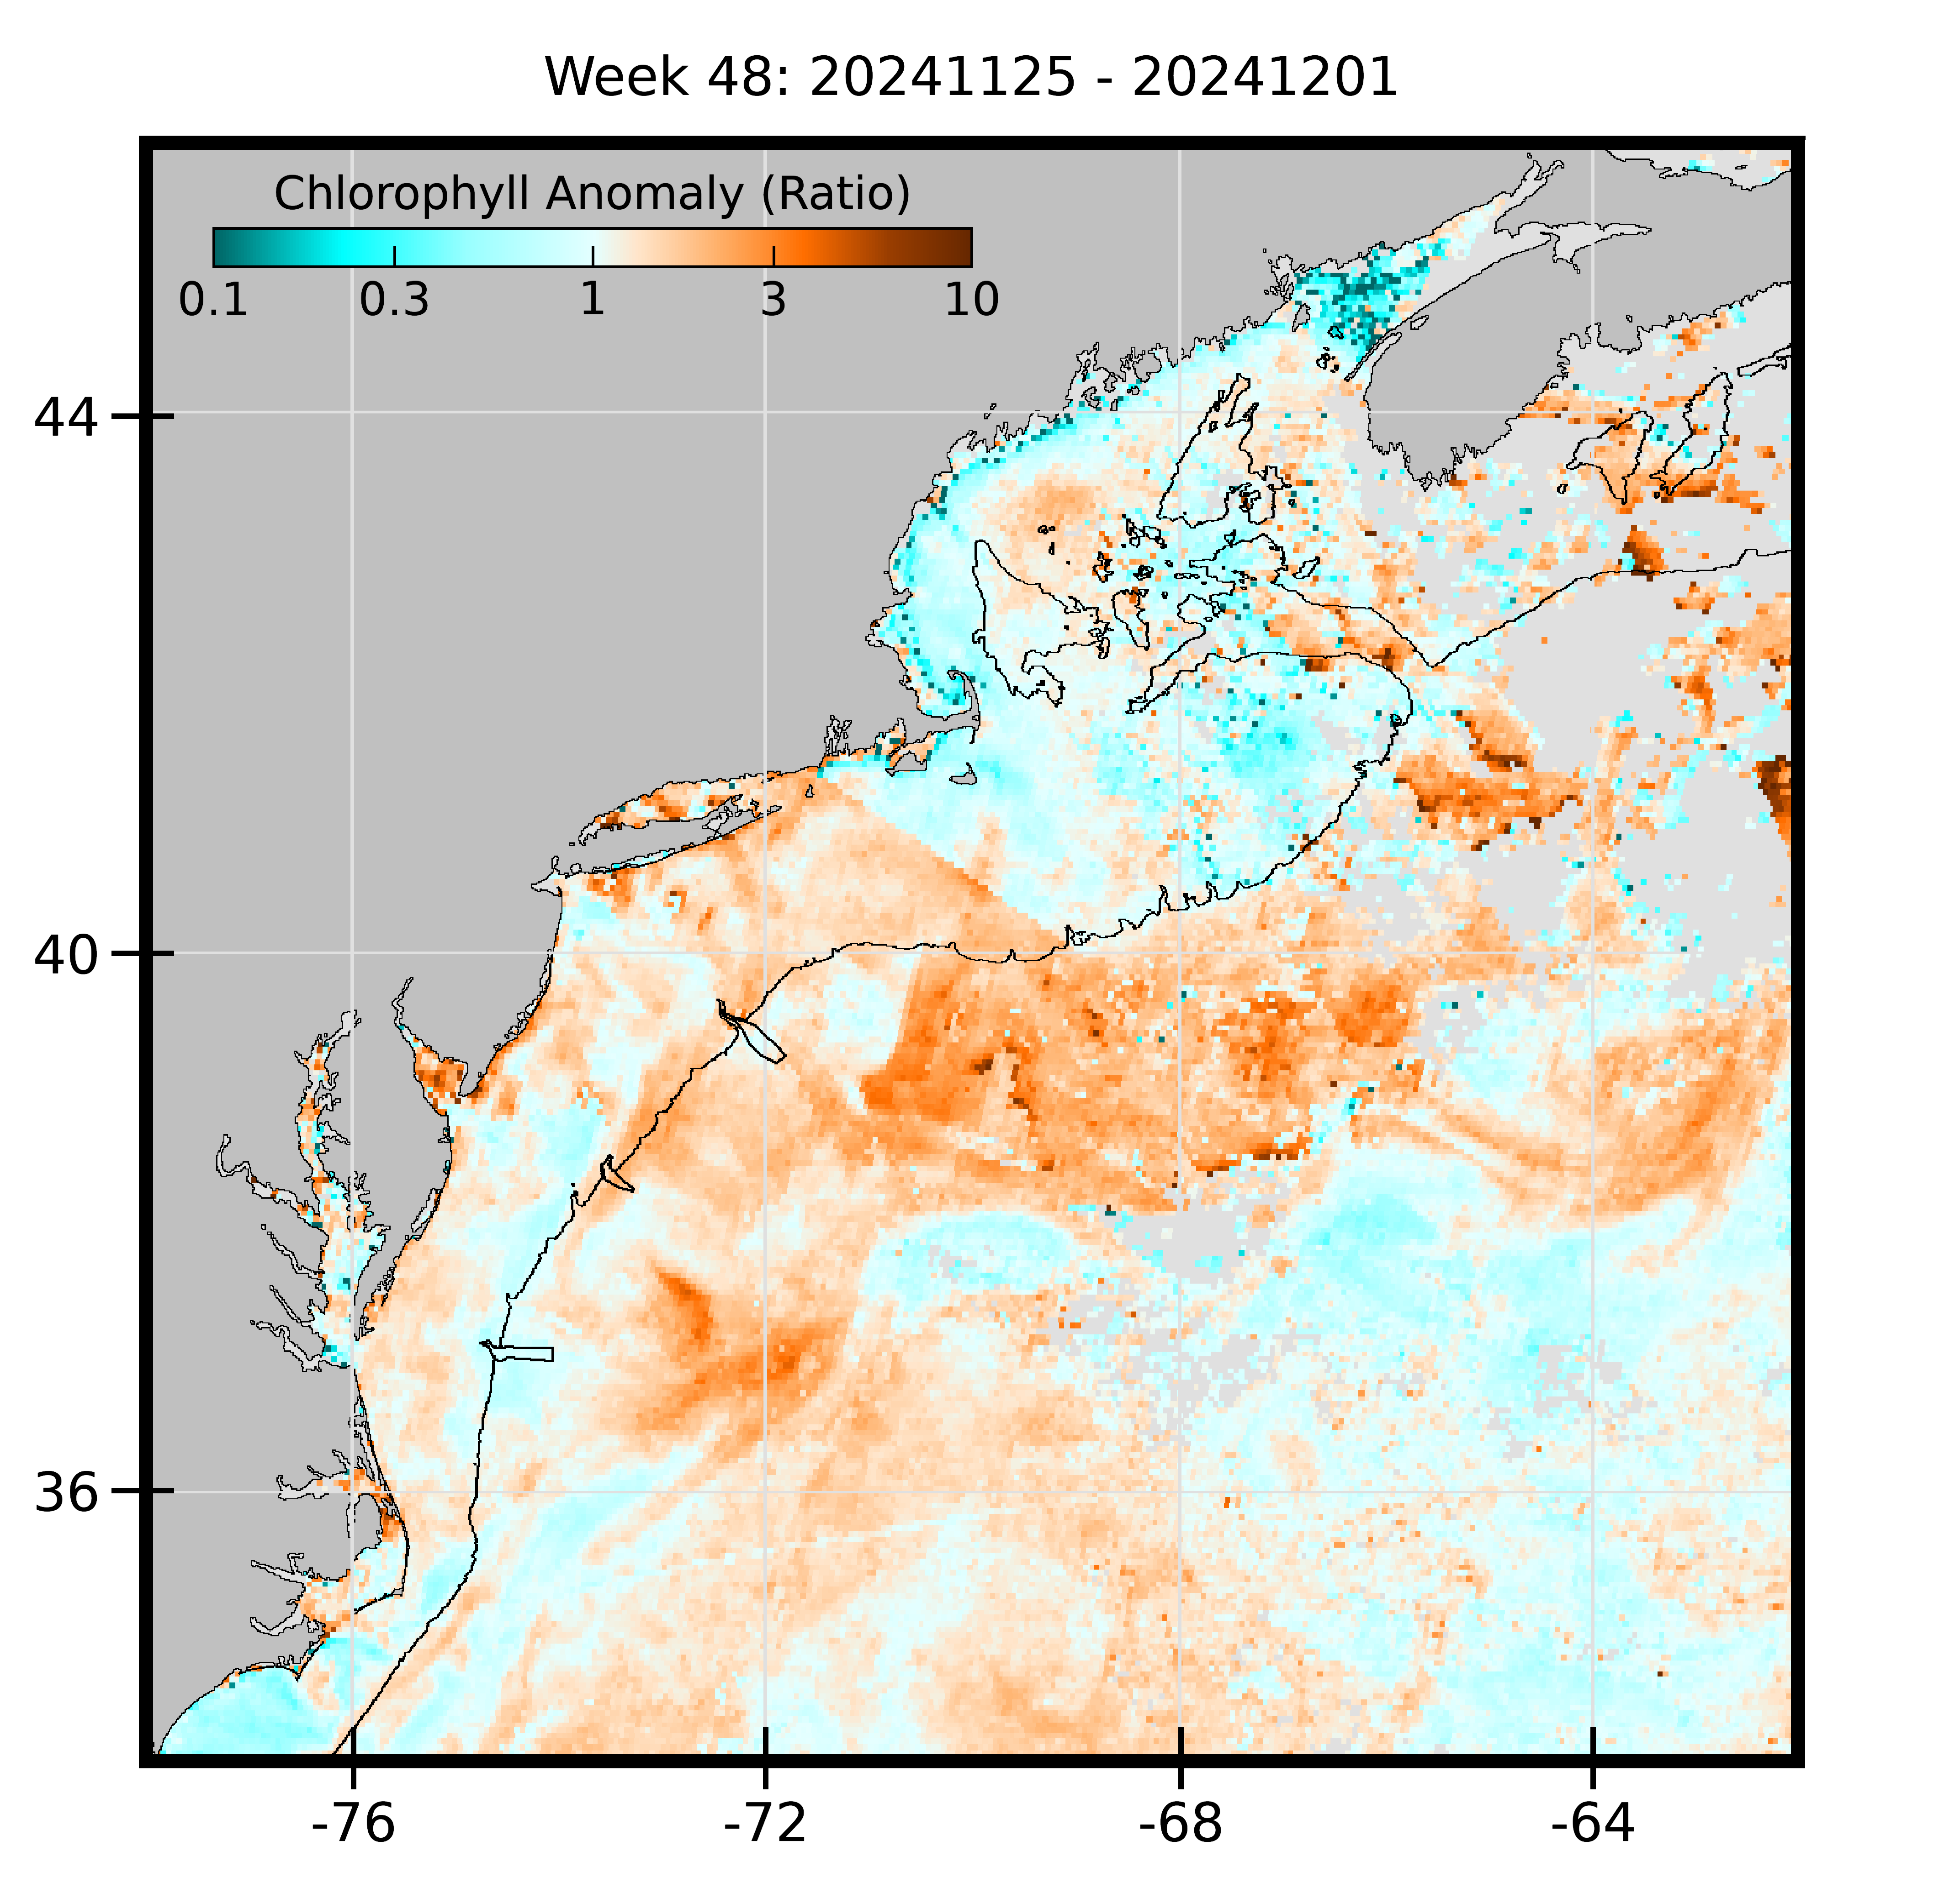 Week 48: 20241125 - 20241201
Chlorophyll Anomaly (Ratio)
0.1 0.3 1 3 10
44
40
36
-76 -72 -68 -64